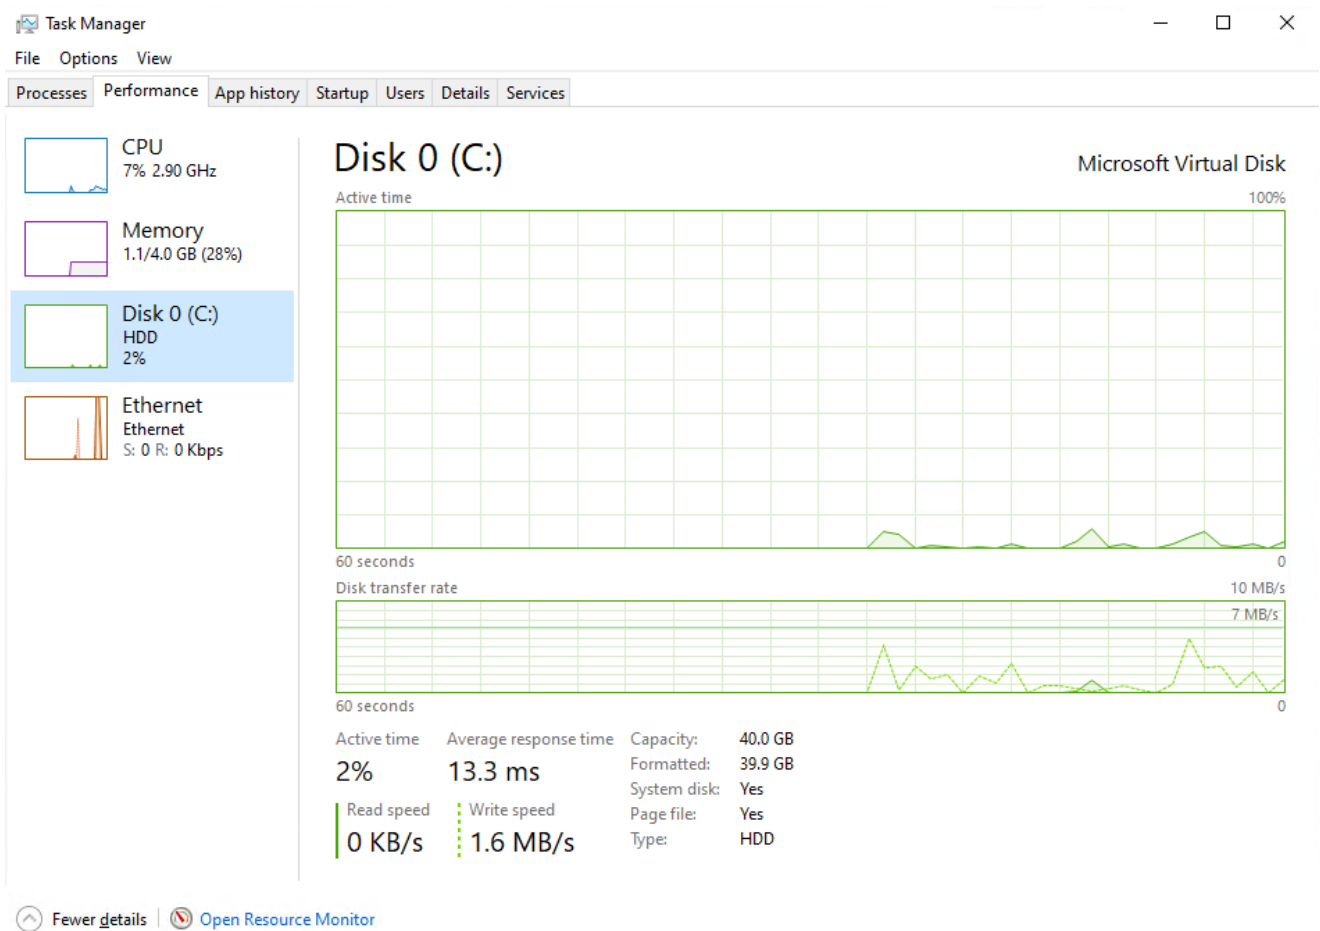 Task Manager
File Options View
Processes Performance App history Startup Users Details Services
CPU
7% 2.90 GHz
Memory
1.1/4.0 GB (28%)
Disk 0 (C:)
HDD
2%
Ethernet
Ethernet
S: 0 R: 0 Kbps
Disk 0 (C:) Microsoft Virtual Disk
Active time 100%
60 seconds 0
Disk transfer rate 10 MB/s
7 MB/s
60 seconds 0
Active time Average response time
2% 13.3 ms
Read speed Write speed
0 KB/s 1.6 MB/s
Capacity: 40.0 GB
Formatted: 39.9 GB
System disk: Yes
Page file: Yes
Type: HDD
Fewer details Open Resource Monitor